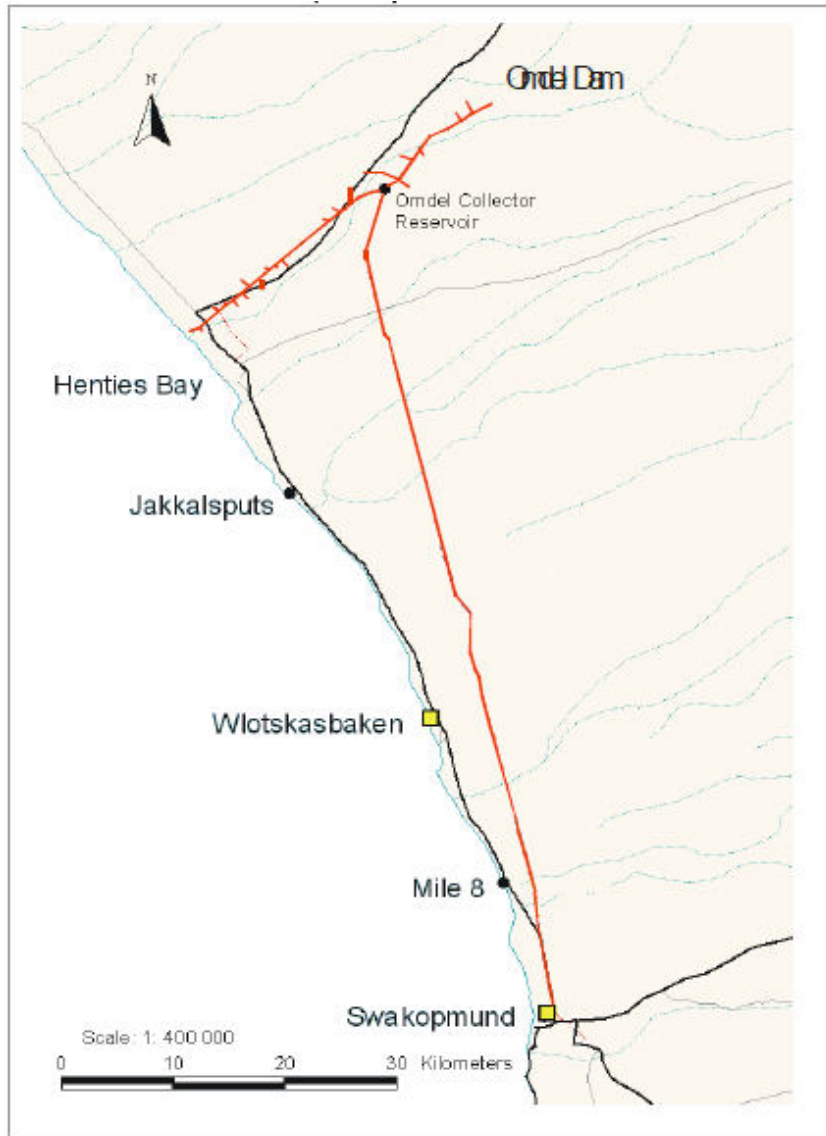 N
Omdel Dam
Omdel Collector
Reservoir
Henties Bay
Jakkalsputs
Wlotskasbaken
Mile 8
Swakopmund
Scale: 1: 400 000
0 10 20 30 Kilometers